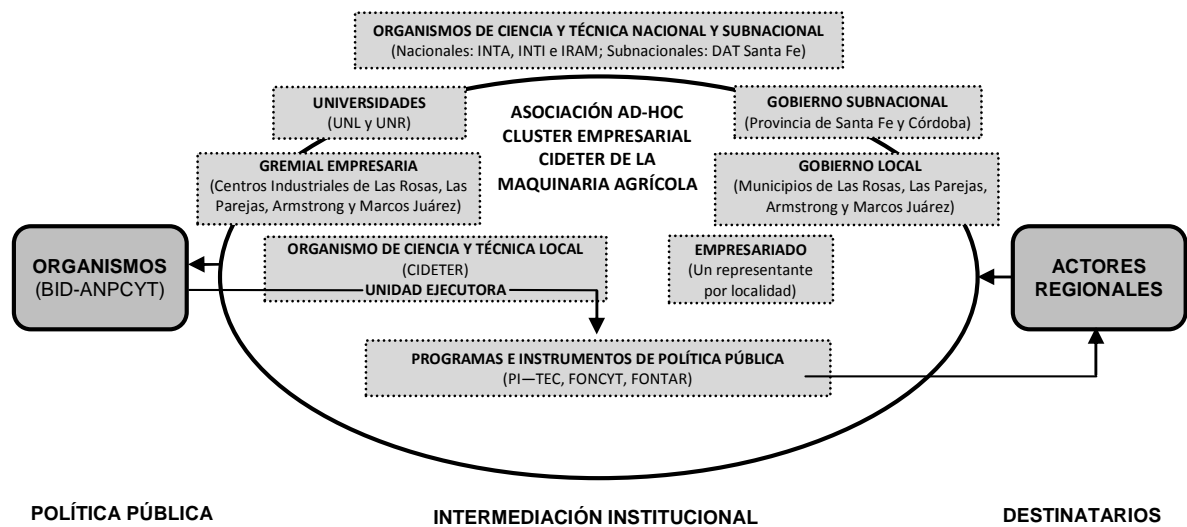 ORGANISMOS DE CIENCIA Y TÉCNICA NACIONAL Y SUBNACIONAL
(Nacionales: INTA, INTI e IRAM; Subnacionales: DAT Santa Fe)
UNIVERSIDADES
(UNL y UNR)
ASOCIACIÓN AD-HOC
CLUSTER EMPRESARIAL
CIDETER DE LA
MAQUINARIA AGRÍCOLA
GOBIERNO SUBNACIONAL
(Provincia de Santa Fe y Córdoba)
GREMIAL EMPRESARIA
(Centros Industriales de Las Rosas, Las
Parejas, Armstrong y Marcos Juárez)
GOBIERNO LOCAL
(Municipios de Las Rosas, Las Parejas,
Armstrong y Marcos Juárez)
ORGANISMOS
(BID-ANPCYT)
ORGANISMO DE CIENCIA Y TÉCNICA LOCAL
(CIDETER)
UNIDAD EJECUTORA
EMPRESARIADO
(Un representante
por localidad)
ACTORES
REGIONALES
PROGRAMAS E INSTRUMENTOS DE POLÍTICA PÚBLICA
(PI—TEC, FONCYT, FONTAR)
POLÍTICA PÚBLICA
INTERMEDIACIÓN INSTITUCIONAL
DESTINATARIOS